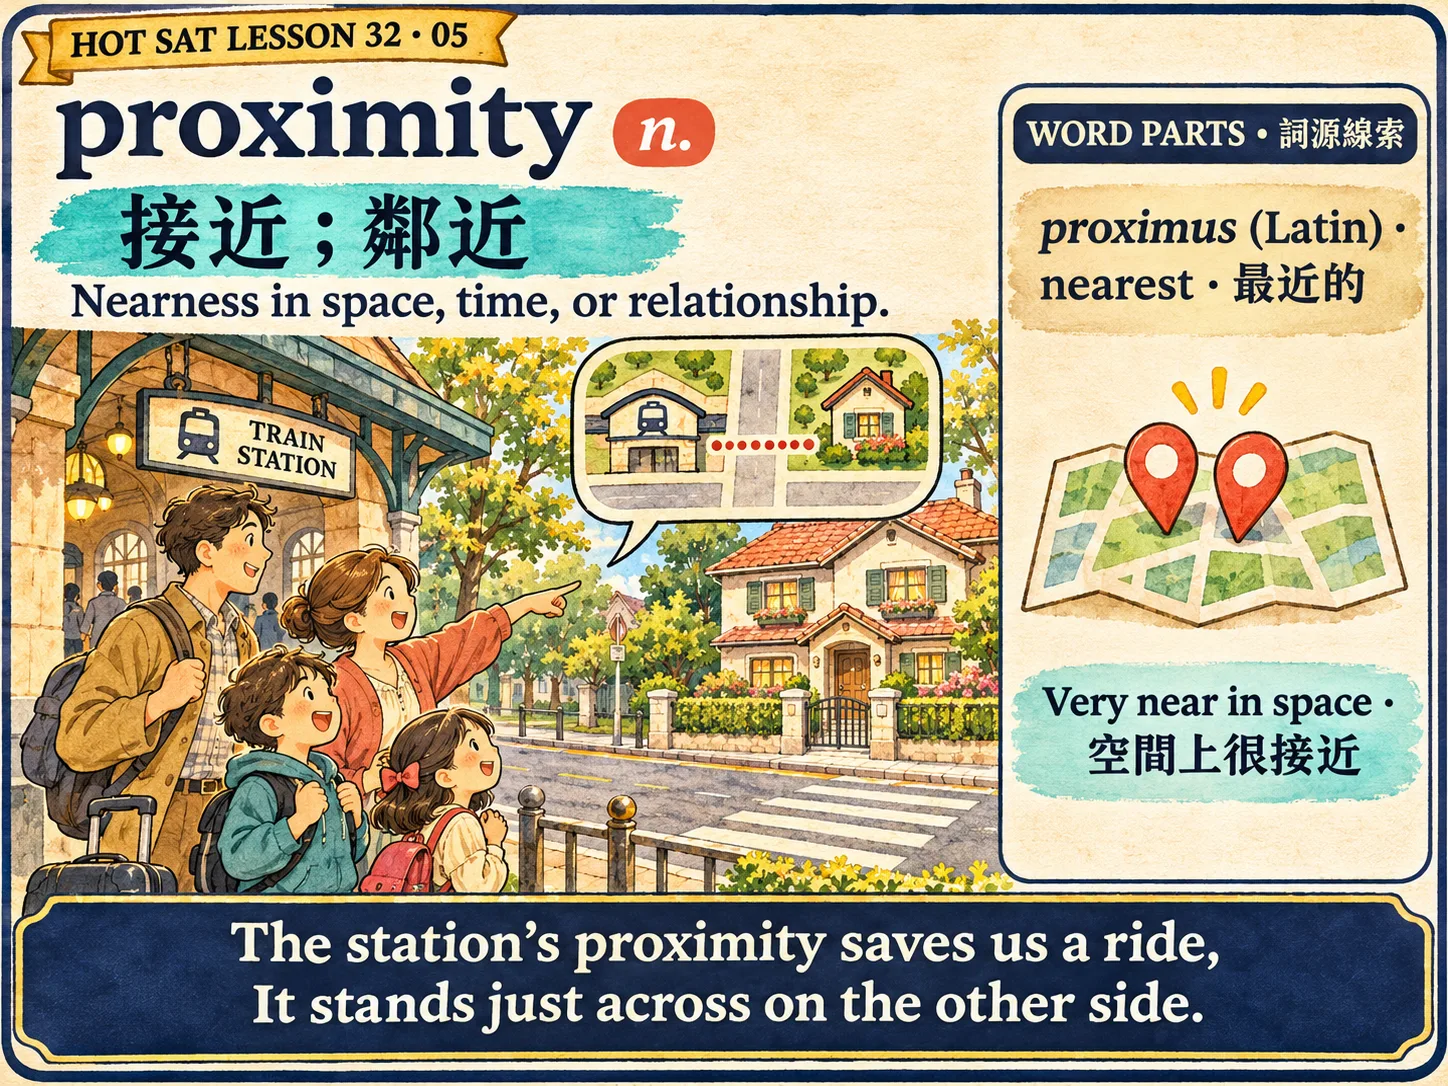 HOT SAT LESSON 32 • 05
proximity n.
接近；鄰近
Nearness in space, time, or relationship.
TRAIN
STATION
WORD PARTS • 詞源線索
proximus (Latin) •
nearest • 最近的
Very near in space •
空間上很接近
The station's proximity saves us a ride,
It stands just across on the other side.